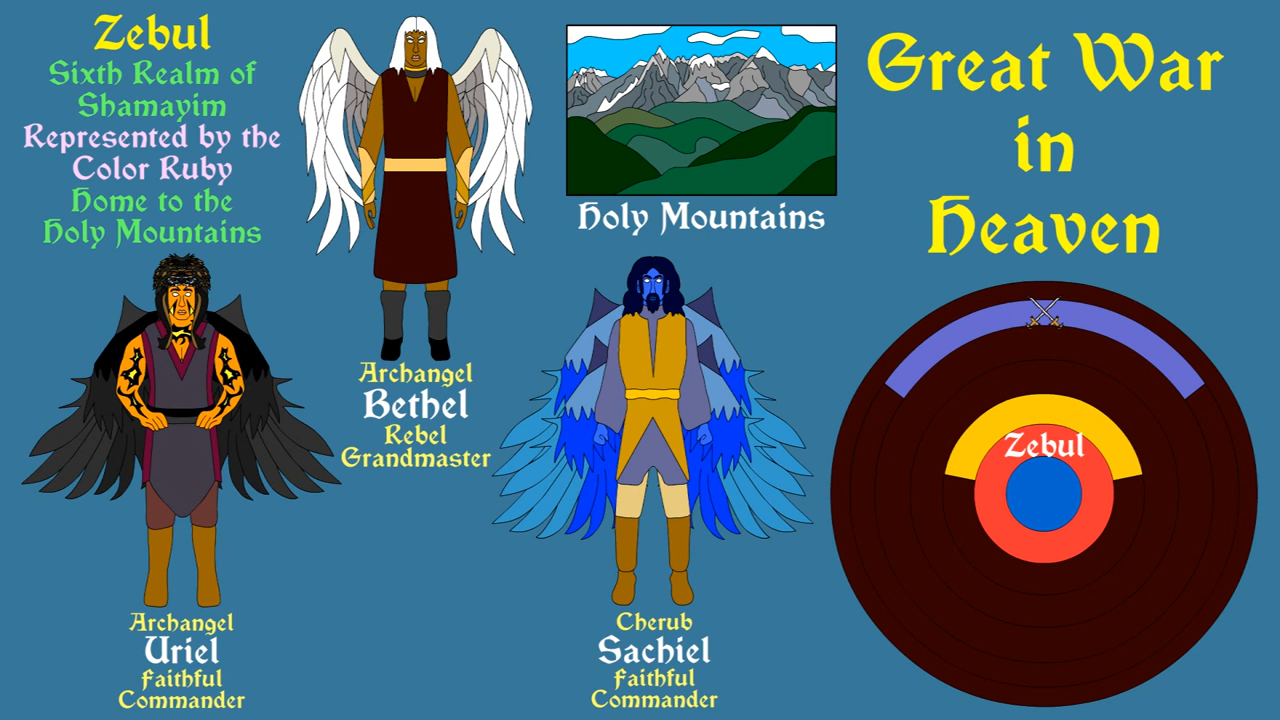 Zebul
Sixth Realm of
Shamayim
Represented by the
Color Ruby
Home to the
Holy Mountains
Holy Mountains
Great War
in
Heaven
Archangel
Bethel
Rebel
Grandmaster
Zebul
Archangel
Uriel
Faithful
Commander
Cherub
Sachiel
Faithful
Commander